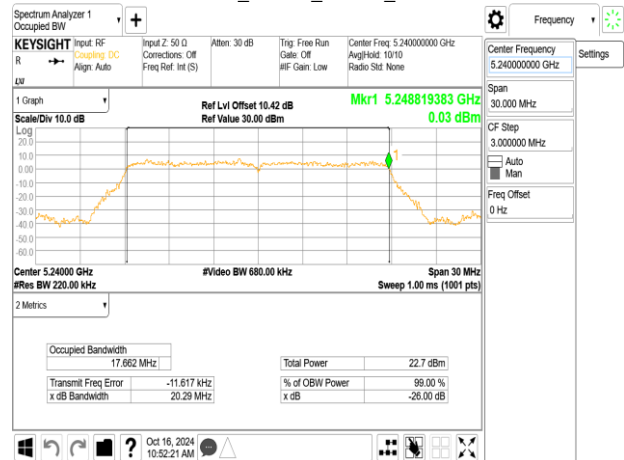 Spectrum Analyzer 1
Occupied BW
Frequency
KEYSIGHT
R
Input: RF
Coupling: DC
Align: Auto
Input Z: 50 Ω
Corrections: Off
Freq Ref: Int (S)
Atten: 30 dB
Trig: Free Run
Gate: Off
#IF Gain: Low
Center Freq: 5.240000000 GHz
Avg|Hold: 10/10
Radio Std: None
LXI
Center Frequency
5.240000000 GHz
Settings
Span
30.000 MHz
CF Step
3.000000 MHz
Auto
Man
Freq Offset
0 Hz
1 Graph
Scale/Div 10.0 dB
Ref Lvl Offset 10.42 dB
Ref Value 30.00 dBm
Mkr1 5.248819383 GHz
0.03 dBm
Log
20.0
10.0
0.00
-10.0
-20.0
-30.0
-40.0
-50.0
-60.0
1
Center 5.24000 GHz
#Res BW 220.00 kHz
#Video BW 680.00 kHz
Span 30 MHz
Sweep 1.00 ms (1001 pts)
2 Metrics
Occupied Bandwidth
17.662 MHz
Total Power 22.7 dBm
Transmit Freq Error -11.617 kHz
% of OBW Power 99.00 %
x dB Bandwidth 20.29 MHz
x dB -26.00 dB
?
Oct 16, 2024
10:52:21 AM